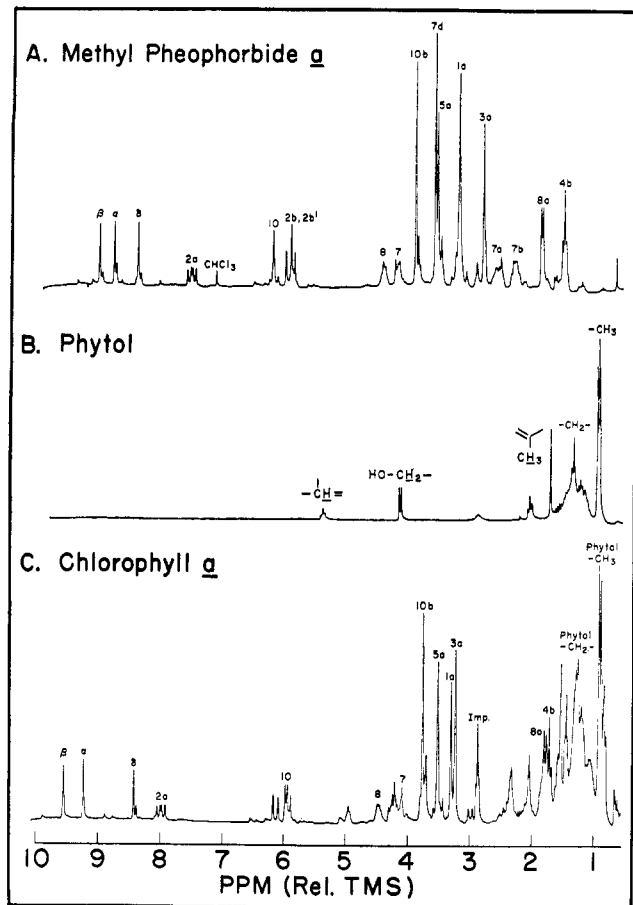 A. Methyl Pheophorbide a
β
α
δ
2a
CHCl3
10
2b, 2b'
8
7
10b
7d
5a
1a
3a
7a
7b
8a
4b
B. Phytol
-CH=
HO-CH2-
CH3
-CH2-
-CH3
C. Chlorophyll a
β
α
δ
2a
10
8
7
10b
5a
1a
3a
Imp.
8a
4b
Phytol
-CH2-
Phytol
-CH3
10 9 8 7 6 5 4 3 2 1
PPM (Rel. TMS)